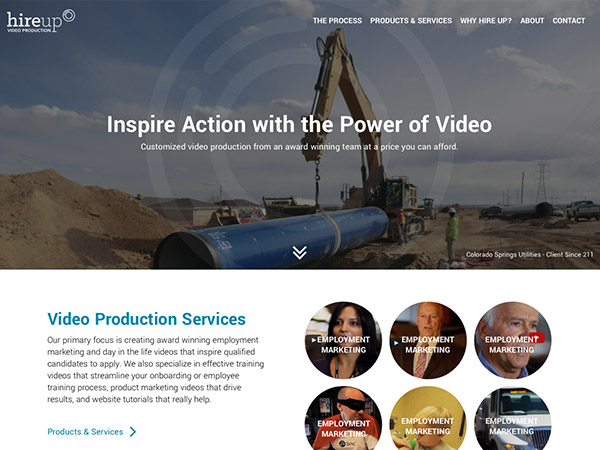 hireup
VIDEO PRODUCTION
THE PROCESS PRODUCTS & SERVICES WHY HIRE UP? ABOUT CONTACT
Inspire Action with the Power of Video
Customized video production from an award winning team at a price you can afford.
Colorado Springs Utilities - Client Since 211
Video Production Services
Our primary focus is creating award winning employment
marketing and day in the life videos that inspire qualified
candidates to apply. We also specialize in effective training
videos that streamline your onboarding or employee
training process, product marketing videos that drive
results, and website tutorials that really help.
Products & Services
EMPLOYMENT
MARKETING
EMPLOYMENT
MARKETING
EMPLOYMENT
MARKETING
EMPLOYMENT
MARKETING
EMPLOYMENT
MARKETING
EMPLOYMENT
MARKETING